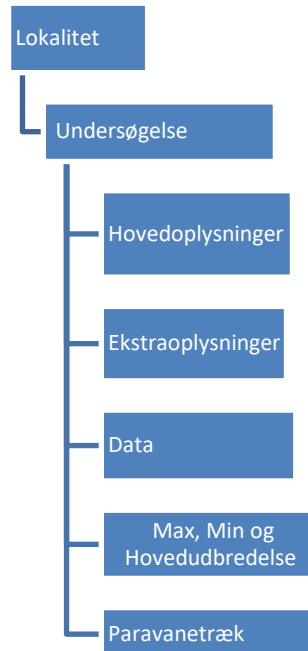 Lokalitet
Undersøgelse
Hovedoplysninger
Ekstraoplysninger
Data
Max, Min og
Hovedudbredelse
Paravanetræk